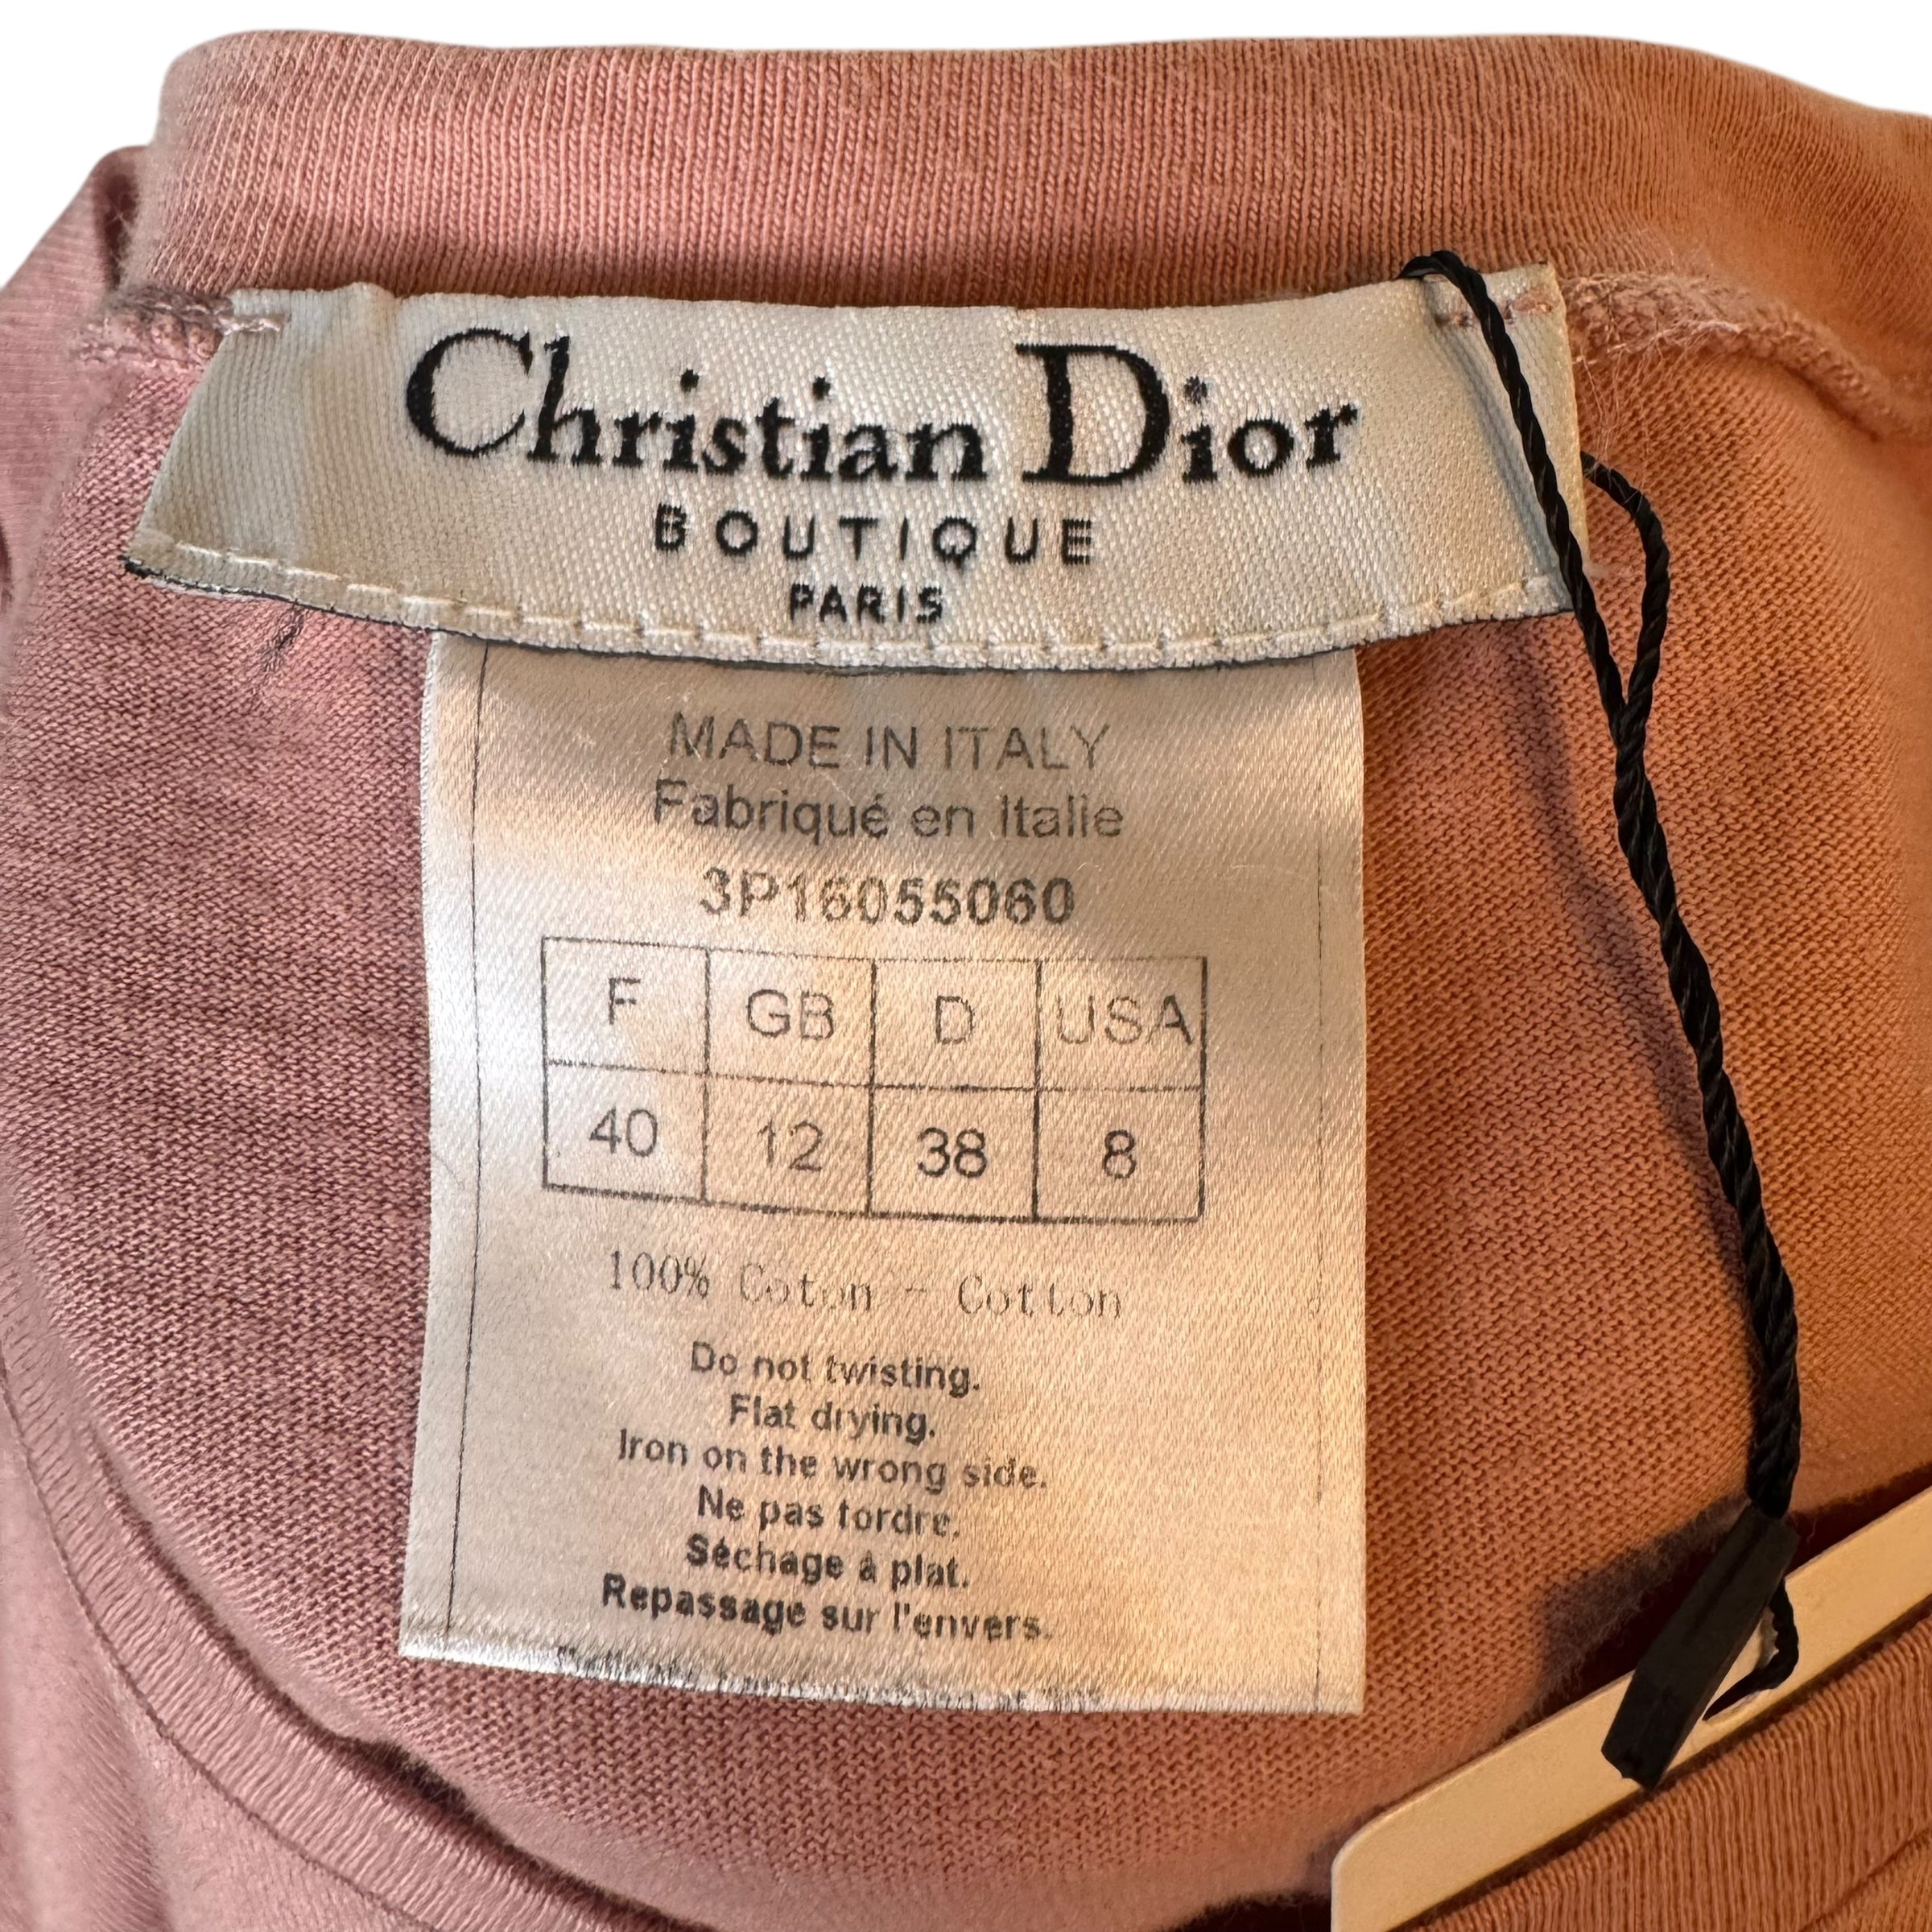 Christian Dior
BOUTIQUE
PARIS
MADE IN ITALY
Fabriqué en Italie
3P16055060
F GB D USA
40 12 38 8
100% Coton - Cotton
Do not twisting.
Flat drying.
Iron on the wrong side.
Ne pas tordre.
Séchage à plat.
Repassage sur l'envers.